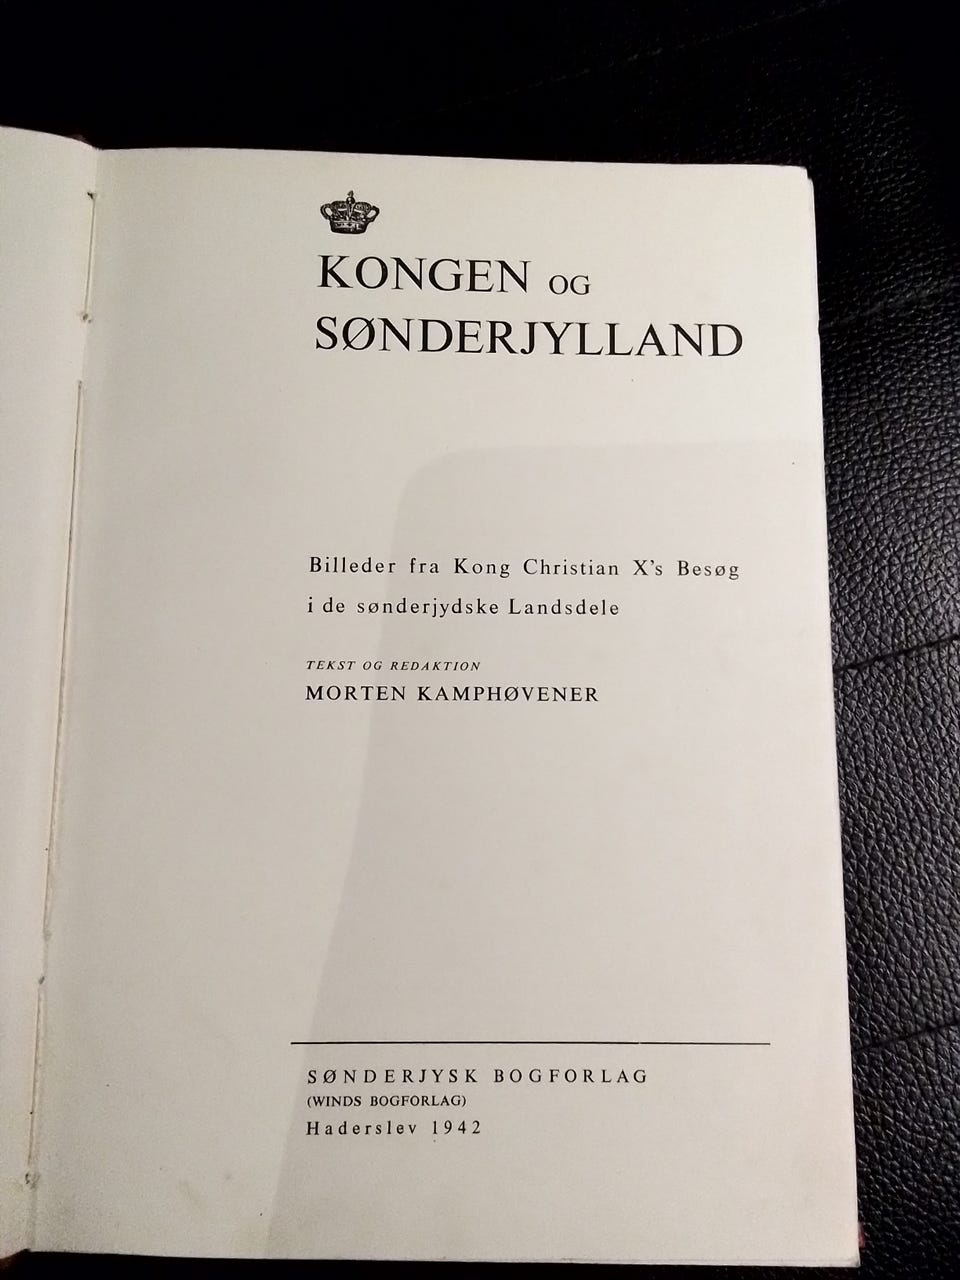 KONGEN OG
SØNDERJYLLAND
Billeder fra Kong Christian X's Besøg
i de sønderjydske Landsdele
TEKST OG REDAKTION
MORTEN KAMPHØVENER
SØNDERJYSK BOGFORLAG
(WINDS BOGFORLAG)
Haderslev 1942